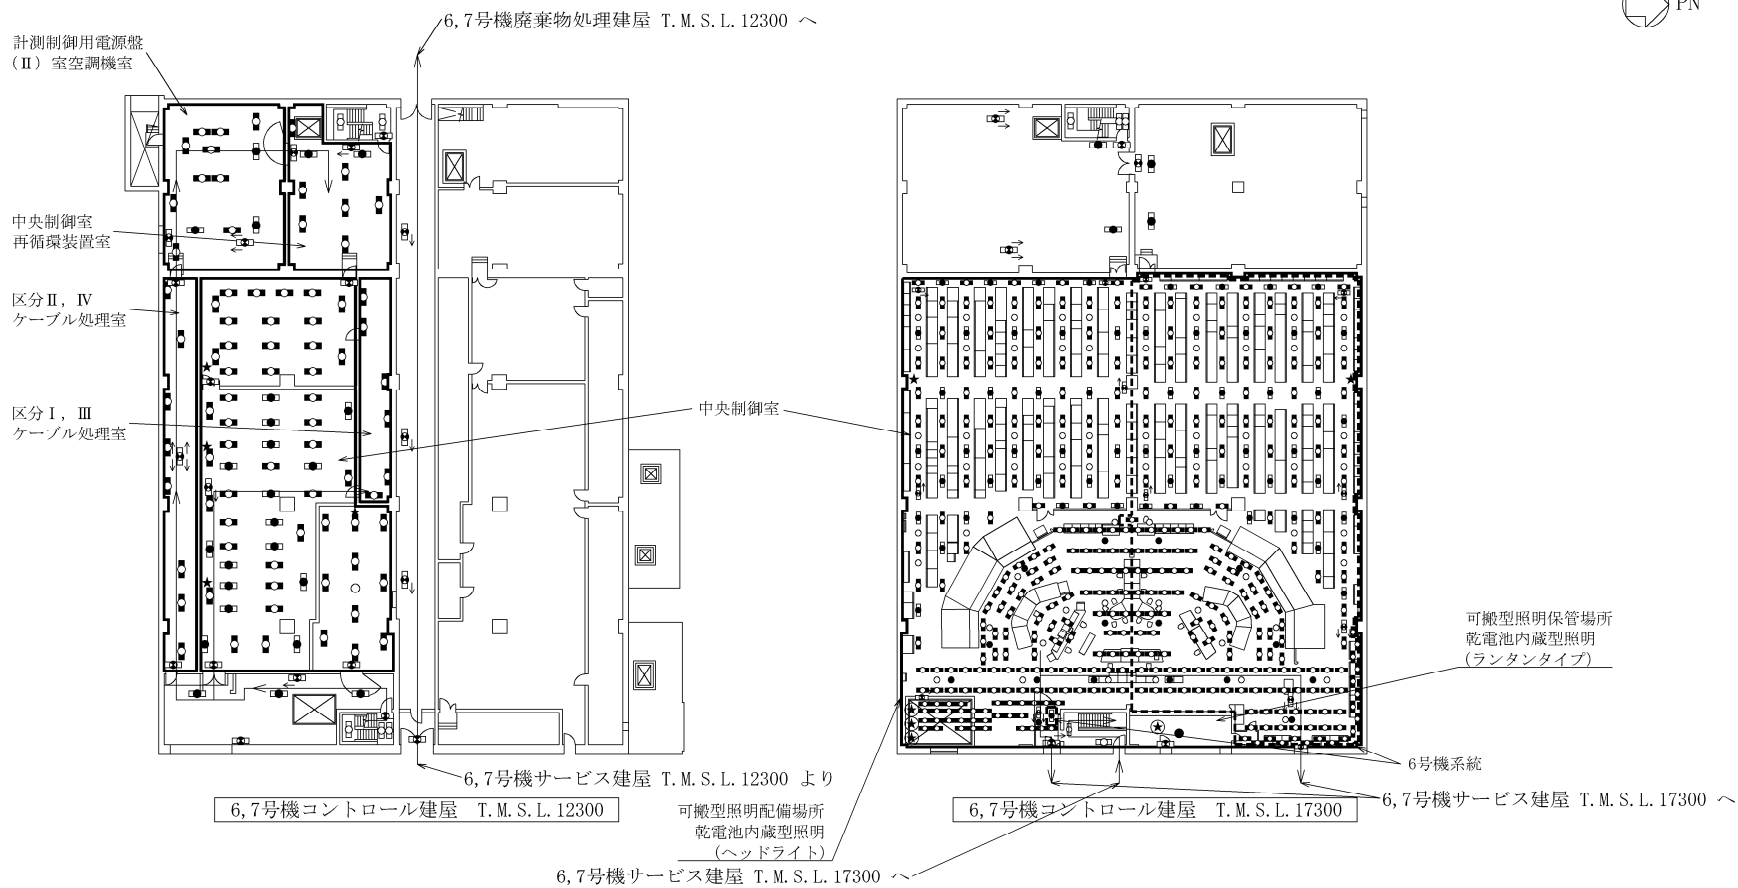 6,7号機廃棄物処理建屋 T.M.S.L.12300 へ
PN
計測制御用電源盤
(Ⅱ) 室空調機室
中央制御室
再循環装置室
区分Ⅱ, Ⅳ
ケーブル処理室
区分Ⅰ, Ⅲ
ケーブル処理室
中央制御室
可搬型照明保管場所
乾電池内蔵型照明
(ランタンタイプ)
6号機系統
6,7号機サービス建屋 T.M.S.L.12300 より
6,7号機サービス建屋 T.M.S.L.17300 へ
6,7号機コントロール建屋 T.M.S.L.12300
6,7号機コントロール建屋 T.M.S.L.17300
可搬型照明配備場所
乾電池内蔵型照明
(ヘッドライト)
6,7号機サービス建屋 T.M.S.L.17300 へ